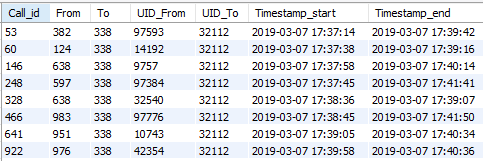 Call_id From To UID_From UID_To Timestamp_start Timestamp_end
53 382 338 97593 32112 2019-03-07 17:37:14 2019-03-07 17:39:42
60 124 338 14192 32112 2019-03-07 17:37:38 2019-03-07 17:39:16
146 638 338 9757 32112 2019-03-07 17:37:58 2019-03-07 17:40:14
248 597 338 97384 32112 2019-03-07 17:37:45 2019-03-07 17:41:41
328 638 338 32540 32112 2019-03-07 17:38:36 2019-03-07 17:39:07
466 983 338 97776 32112 2019-03-07 17:38:45 2019-03-07 17:41:50
641 951 338 10743 32112 2019-03-07 17:39:05 2019-03-07 17:40:34
922 976 338 42354 32112 2019-03-07 17:39:58 2019-03-07 17:40:36